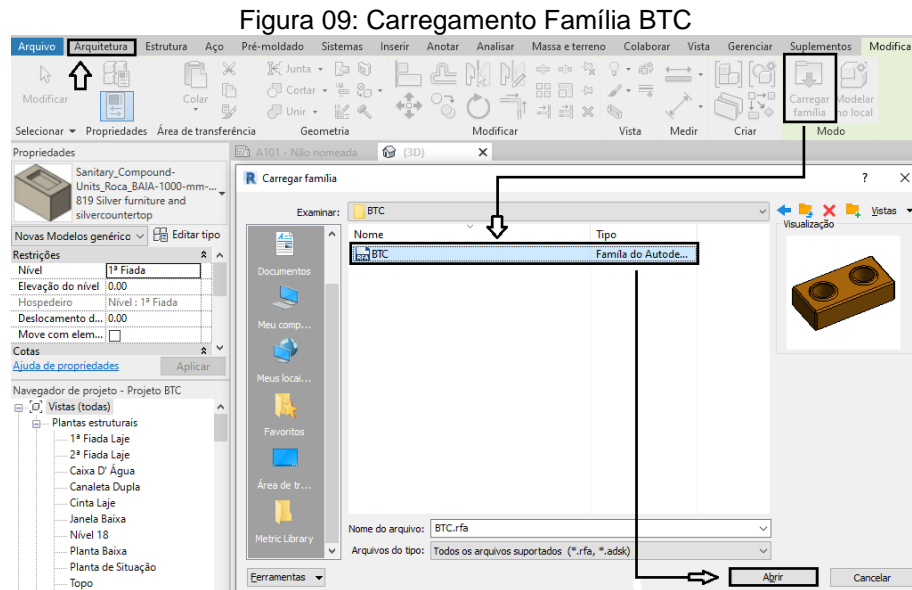 Figura 09: Carregamento Família BTC
Arquivo Arquitetura Estrutura Aço Pré-moldado Sistemas Inserir Anotar Analisar Massa e terreno Colaborar Vista Gerenciar Suplementos Modifica
Modificar
Colar
Junta
Cortar
Unir
Carregar família
Modelar no local
Selecionar Propriedades Área de transferência Geometria Modificar Vista Medir Criar Modo
Propriedades
Sanitary_Compound-
Units_Roca_BAIA-1000-mm-...
819 Silver furniture and
silvercountertop
Novas Modelos genérico Editar tipo
Restrições
Nível 1ª Fiada
Elevação do nível 0.00
Hospedeiro Nível : 1ª Fiada
Deslocamento d... 0.00
Move com elem...
Cotas
Ajuda de propriedades Aplicar
Navegador de projeto - Projeto BTC
Vistas (todas)
Plantas estruturais
1ª Fiada Laje
2ª Fiada Laje
Caixa D' Água
Canaleta Dupla
Cinta Laje
Janela Baixa
Nível 18
Planta Baixa
Planta de Situação
Topo
A101 - Não nomeada {3D} X
R Carregar família ? X
Examinar: BTC Vistas
Visualização
Nome Tipo
BTC Famíla do Autode...
Documentos
Meu comp...
Meus locai...
Favoritos
Área de tr...
Metric Library
Nome do arquivo: BTC.rfa
Arquivos do tipo: Todos os arquivos suportados (*.rfa, *.adsk)
Ferramentas Abrir Cancelar